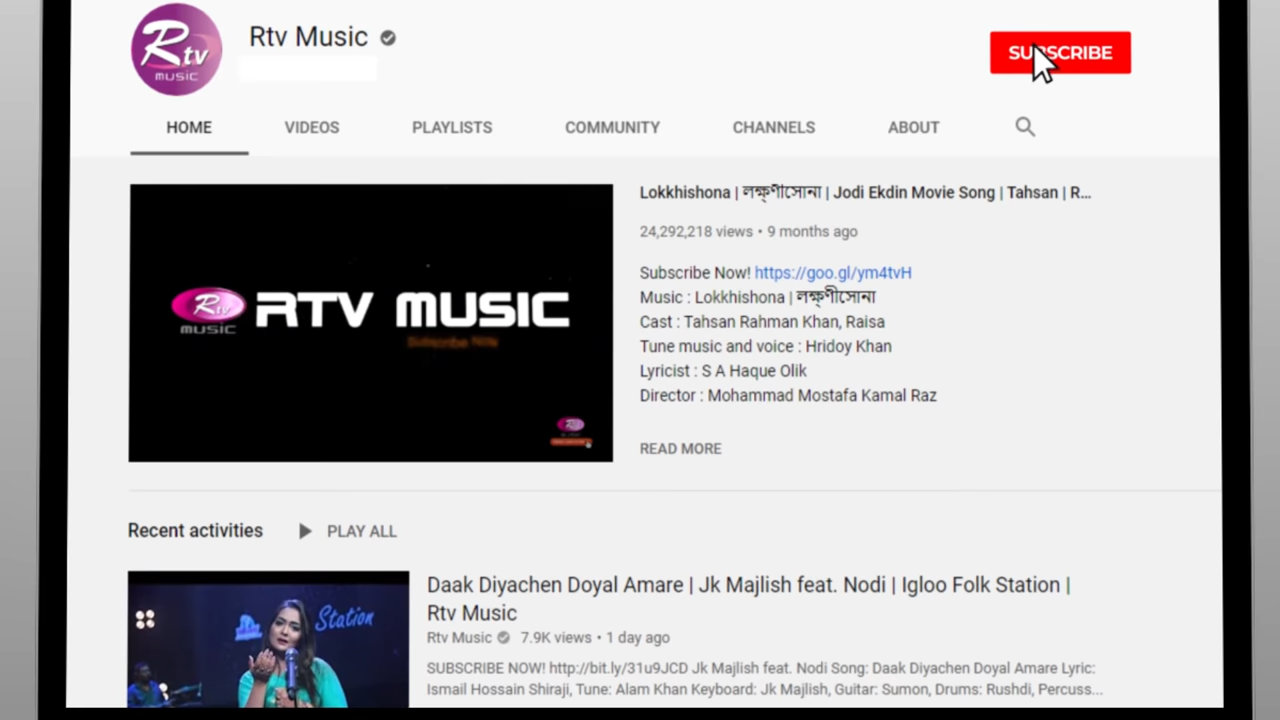 Rtv
MUSIC
Rtv Music
SUBSCRIBE
HOME
VIDEOS
PLAYLISTS
COMMUNITY
CHANNELS
ABOUT
Rtv
MUSIC
RTV MUSIC
Subscribe Now
Rtv
Lokkhishona | লক্ষ্ণীসোনা | Jodi Ekdin Movie Song | Tahsan | R...
24,292,218 views • 9 months ago
Subscribe Now! https://goo.gl/ym4tvH
Music : Lokkhishona | লক্ষ্ণীসোনা
Cast : Tahsan Rahman Khan, Raisa
Tune music and voice : Hridoy Khan
Lyricist : S A Haque Olik
Director : Mohammad Mostafa Kamal Raz
READ MORE
Recent activities
PLAY ALL
Station
Daak Diyachen Doyal Amare | Jk Majlish feat. Nodi | Igloo Folk Station |
Rtv Music
Rtv Music 7.9K views • 1 day ago
SUBSCRIBE NOW! http://bit.ly/31u9JCD Jk Majlish feat. Nodi Song: Daak Diyachen Doyal Amare Lyric:
Ismail Hossain Shiraji, Tune: Alam Khan Keyboard: Jk Majlish, Guitar: Sumon, Drums: Rushdi, Percuss...